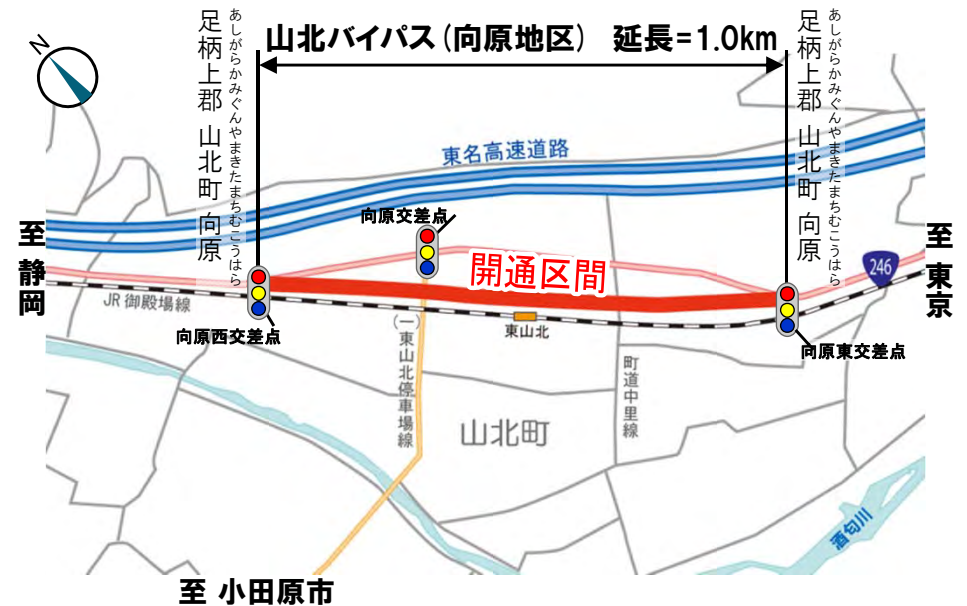 N
山北バイパス（向原地区）　延長＝1.0km
足柄上郡 山北町 向原
あしがらかみぐんやまきたまちむこうはら
足柄上郡 山北町 向原
あしがらかみぐんやまきたまちむこうはら
東名高速道路
向原交差点
至 静岡
至 東京
開通区間
246
JR 御殿場線
向原西交差点
東山北
向原東交差点
(一)東山北停車場線
町道中里線
山北町
酒匂川
至 小田原市